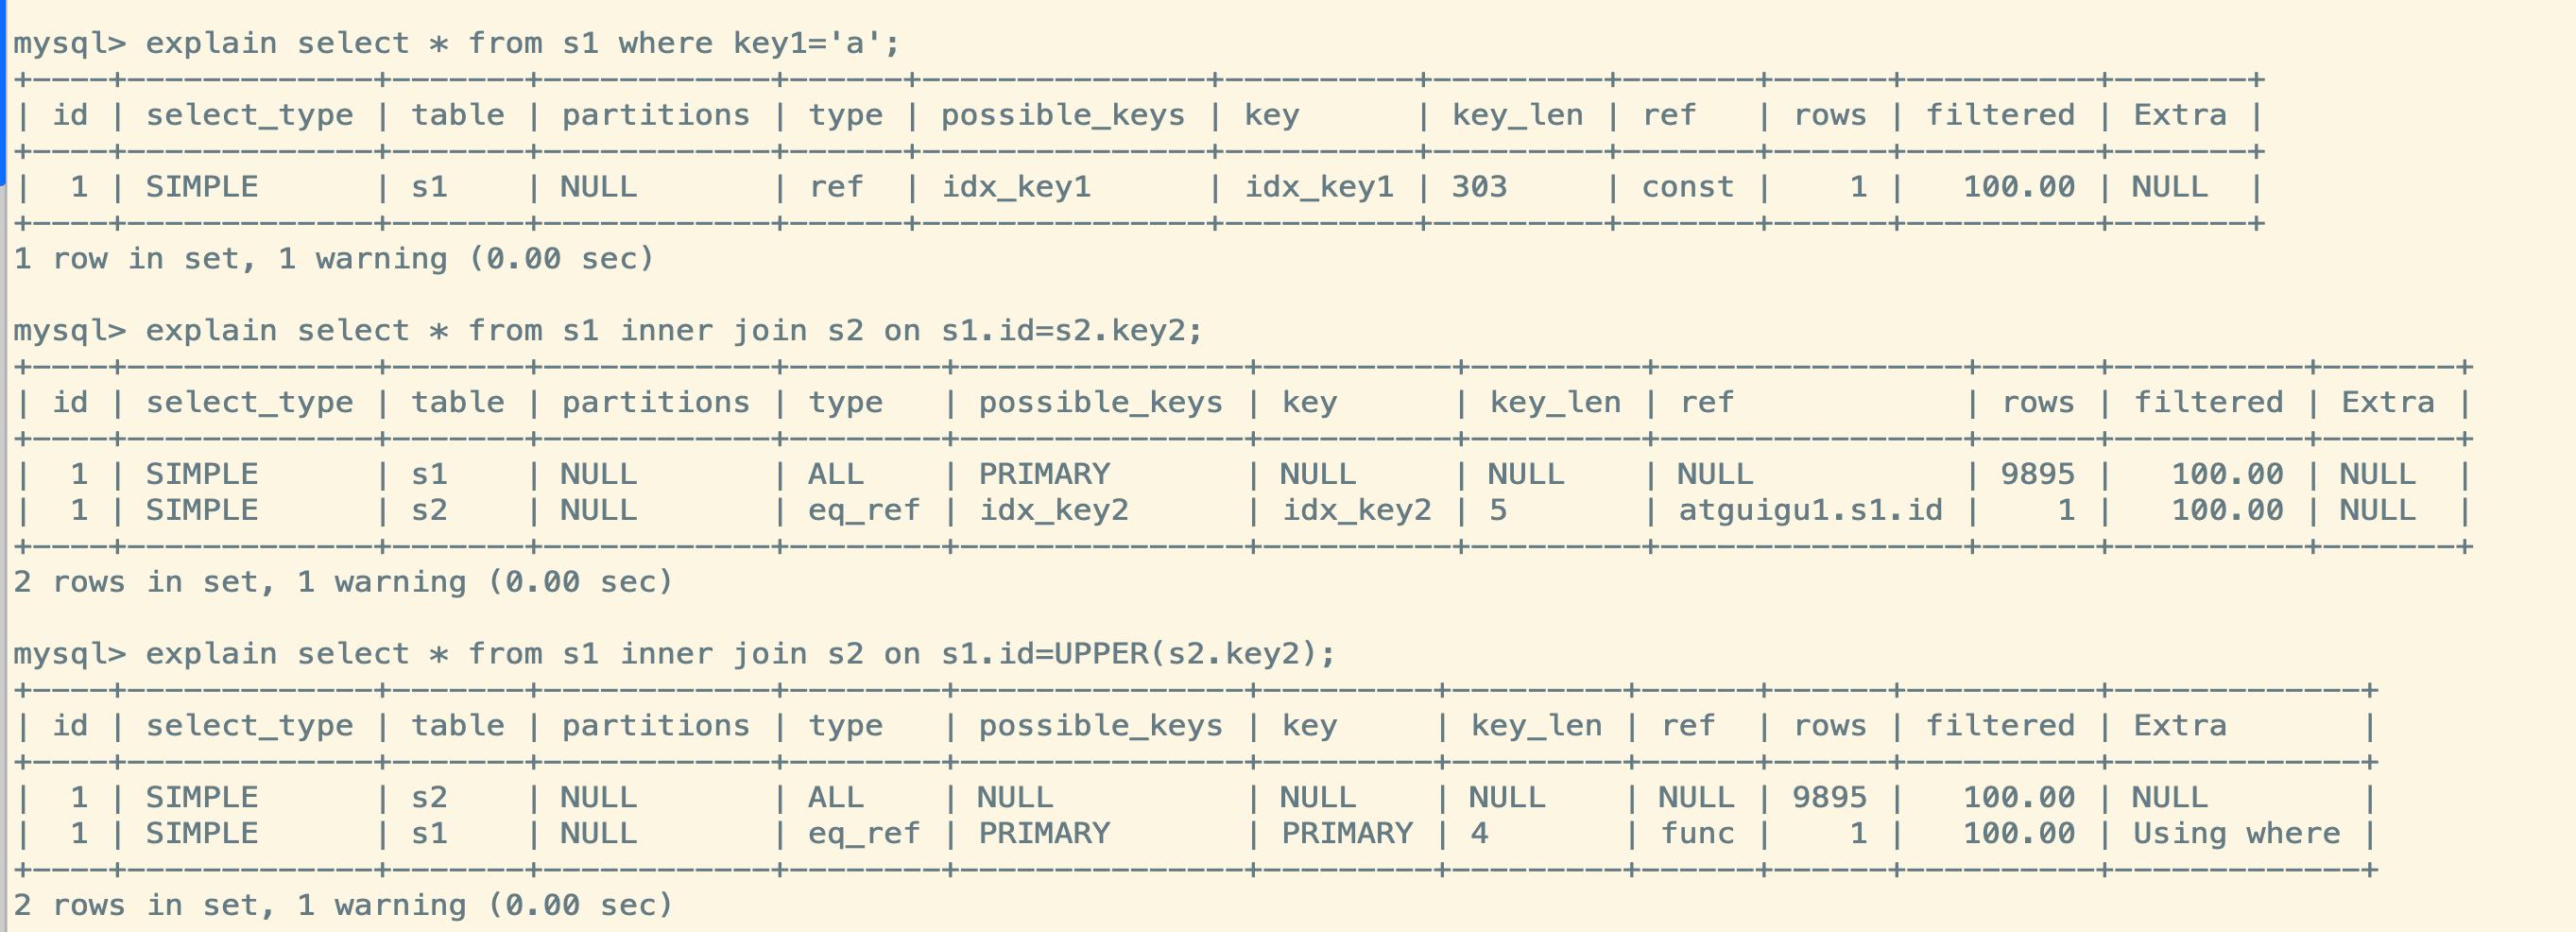 mysql> explain select * from s1 where key1='a';
+----+-------------+-------+------------+------+---------------+----------+---------+-------+------+----------+-------+
| id | select_type | table | partitions | type | possible_keys | key      | key_len | ref   | rows | filtered | Extra |
+----+-------------+-------+------------+------+---------------+----------+---------+-------+------+----------+-------+
|  1 | SIMPLE      | s1    | NULL       | ref  | idx_key1      | idx_key1 | 303     | const |    1 |   100.00 | NULL  |
+----+-------------+-------+------------+------+---------------+----------+---------+-------+------+----------+-------+
1 row in set, 1 warning (0.00 sec)
mysql> explain select * from s1 inner join s2 on s1.id=s2.key2;
+----+-------------+-------+------------+--------+---------------+----------+---------+----------------+------+----------+-------+
| id | select_type | table | partitions | type   | possible_keys | key      | key_len | ref            | rows | filtered | Extra |
+----+-------------+-------+------------+--------+---------------+----------+---------+----------------+------+----------+-------+
|  1 | SIMPLE      | s1    | NULL       | ALL    | PRIMARY       | NULL     | NULL    | NULL           | 9895 |   100.00 | NULL  |
|  1 | SIMPLE      | s2    | NULL       | eq_ref | idx_key2      | idx_key2 | 5       | atguigu1.s1.id |    1 |   100.00 | NULL  |
+----+-------------+-------+------------+--------+---------------+----------+---------+----------------+------+----------+-------+
2 rows in set, 1 warning (0.00 sec)
mysql> explain select * from s1 inner join s2 on s1.id=UPPER(s2.key2);
+----+-------------+-------+------------+--------+---------------+---------+---------+------+------+----------+-------------+
| id | select_type | table | partitions | type   | possible_keys | key     | key_len | ref  | rows | filtered | Extra       |
+----+-------------+-------+------------+--------+---------------+---------+---------+------+------+----------+-------------+
|  1 | SIMPLE      | s2    | NULL       | ALL    | NULL          | NULL    | NULL    | NULL | 9895 |   100.00 | NULL        |
|  1 | SIMPLE      | s1    | NULL       | eq_ref | PRIMARY       | PRIMARY | 4       | func |    1 |   100.00 | Using where |
+----+-------------+-------+------------+--------+---------------+---------+---------+------+------+----------+-------------+
2 rows in set, 1 warning (0.00 sec)